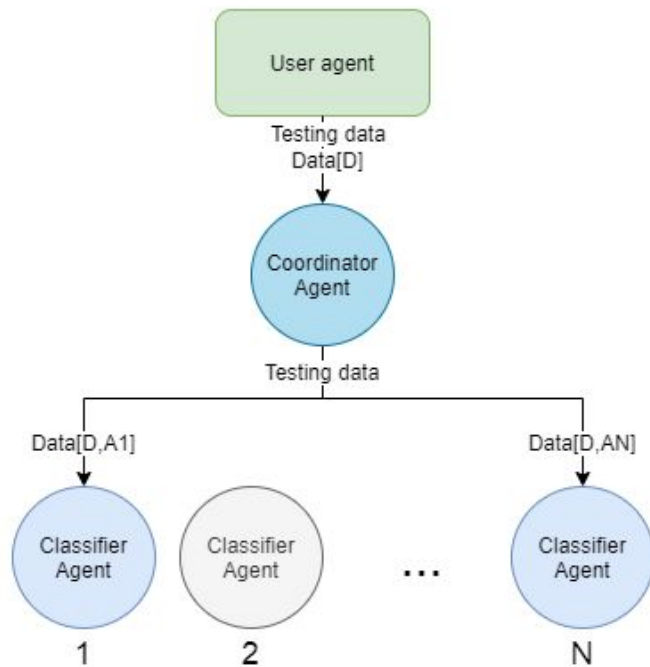 User agent
Testing data
Data[D]
Coordinator
Agent
Testing data
Data[D,A1]
Data[D,AN]
Classifier
Agent
Classifier
Agent
...
Classifier
Agent
1
2
N